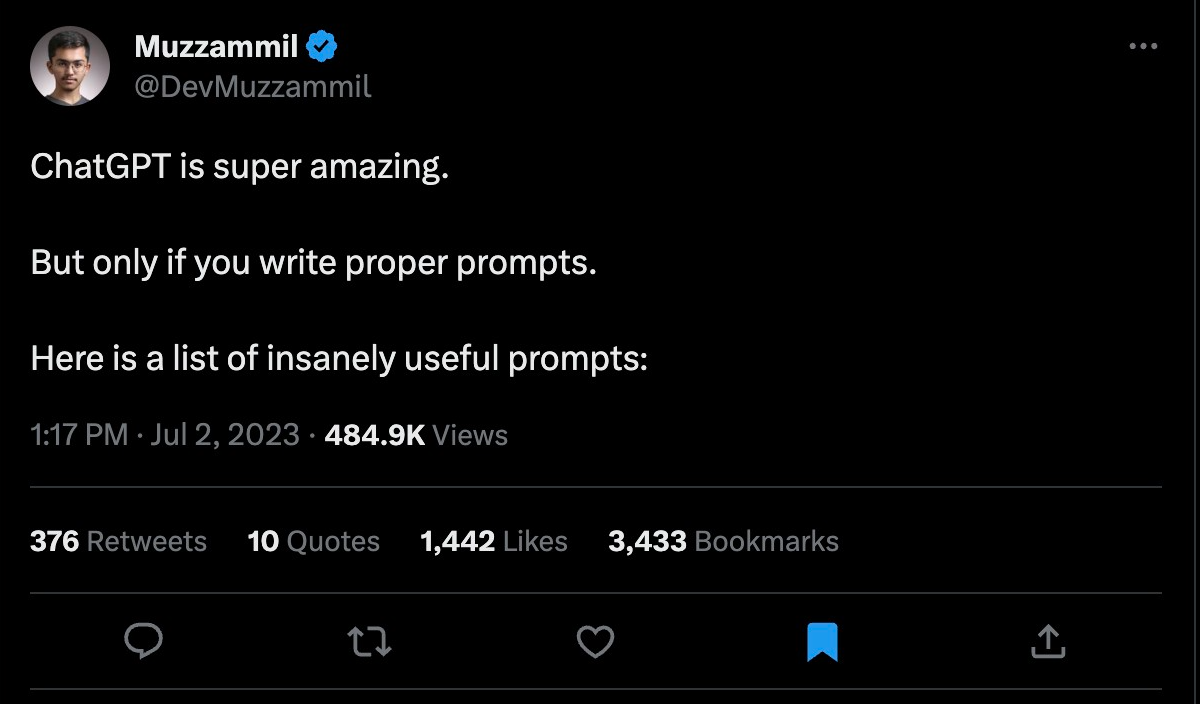 Muzzammil
@DevMuzzammil
ChatGPT is super amazing.
But only if you write proper prompts.
Here is a list of insanely useful prompts:
1:17 PM · Jul 2, 2023 · 484.9K Views
376 Retweets 10 Quotes 1,442 Likes 3,433 Bookmarks